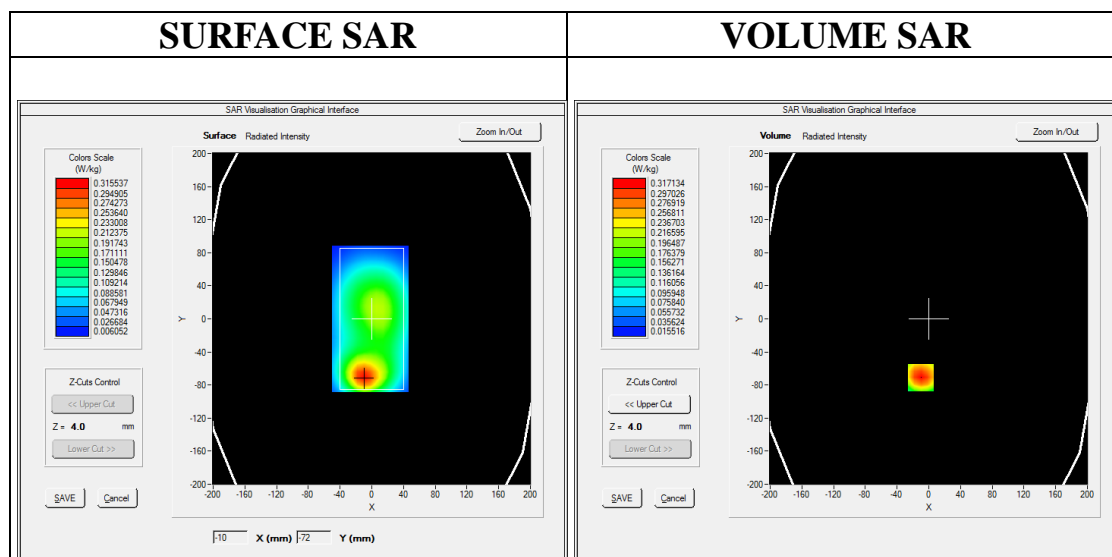 SURFACE SAR
VOLUME SAR
SAR Visualisation Graphical Interface
Surface Radiated Intensity
Zoom In/Out
Colors Scale
(W/kg)
0.315537
0.294905
0.274273
0.253640
0.233008
0.212375
0.191743
0.171111
0.150478
0.129846
0.109214
0.088581
0.067949
0.047316
0.026684
0.006052
200
160
120
80
40
0
-40
-80
-120
-160
-200
Y
-200 -160 -120 -80 -40 0 40 80 120 160 200
X
Z-Cuts Control
<< Upper Cut
Z = 4.0 mm
Lower Cut >>
SAVE Cancel
-10 X (mm) -72 Y (mm)
SAR Visualisation Graphical Interface
Volume Radiated Intensity
Zoom In/Out
Colors Scale
(W/kg)
0.317134
0.297026
0.276919
0.256811
0.236703
0.216595
0.196487
0.176379
0.156271
0.136164
0.116056
0.095948
0.075840
0.055732
0.035624
0.015516
200
160
120
80
40
0
-40
-80
-120
-160
-200
Y
-200 -160 -120 -80 -40 0 40 80 120 160 200
X
Z-Cuts Control
<< Upper Cut
Z = 4.0 mm
Lower Cut >>
SAVE Cancel